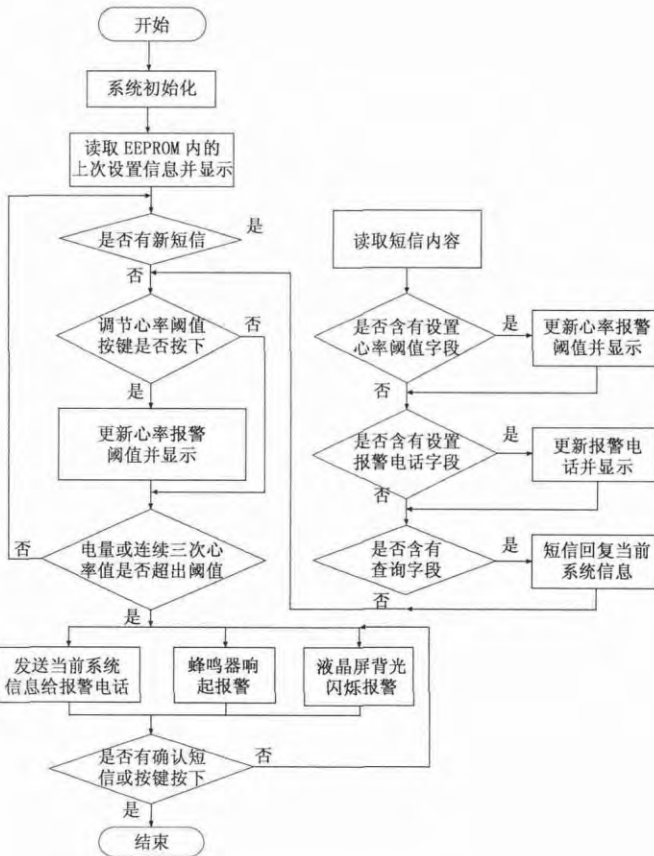 开始
系统初始化
读取 EEPROM 内的
上次设置信息并显示
是否有新短信
是
否
调节心率阈值
按键是否按下
否
是
更新心率报警
阈值并显示
电量或连续三次心
率值是否超出阈值
否
是
发送当前系统
信息给报警电话
蜂鸣器响
起报警
液晶屏背光
闪烁报警
是否有确认短
信或按键按下
否
是
结束
读取短信内容
是否含有设置
心率阈值字段
是
更新心率报警
阈值并显示
否
是否含有设置
报警电话字段
是
更新报警电
话并显示
否
是否含有
查询字段
是
短信回复当前
系统信息
否